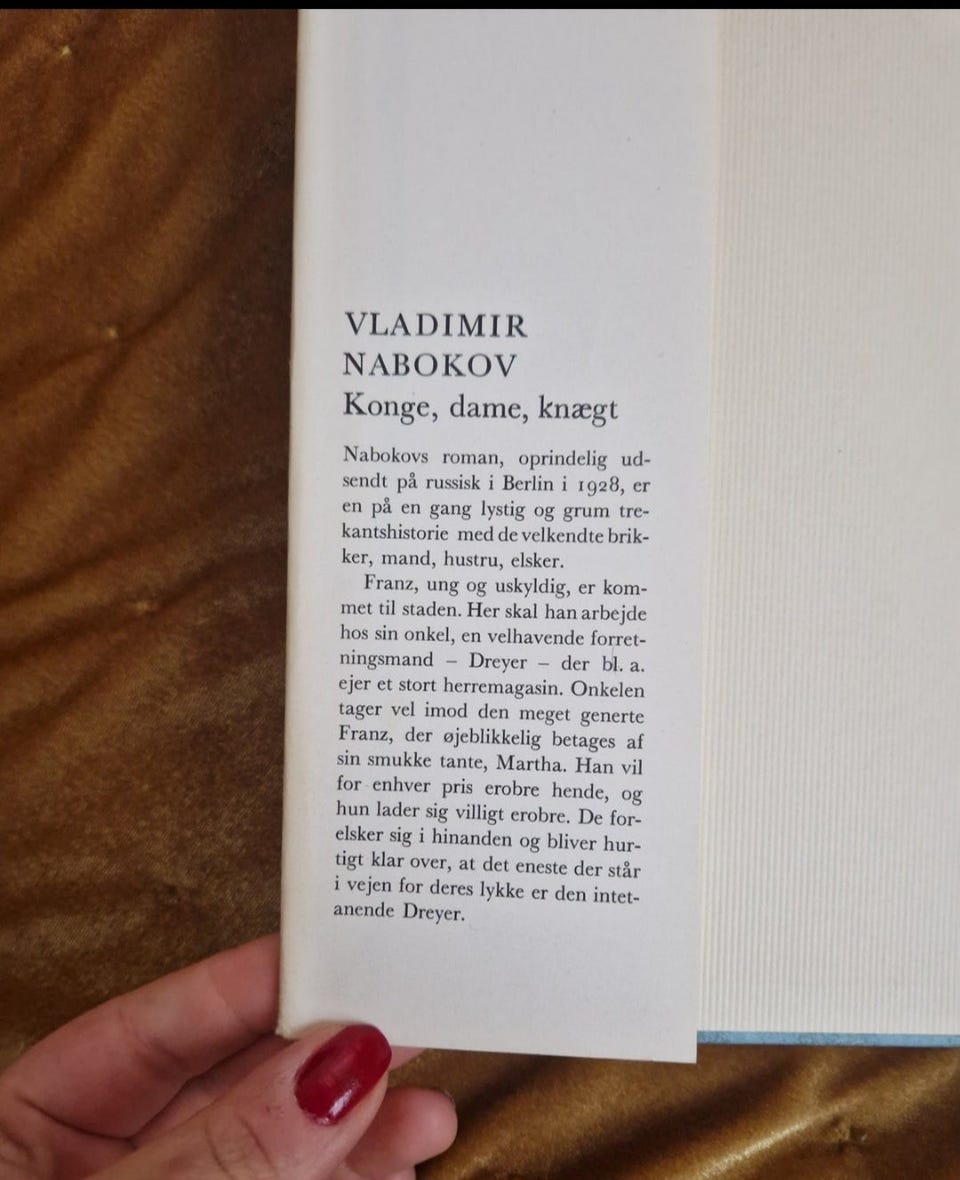 VLADIMIR
NABOKOV
Konge, dame, knægt
Nabokovs roman, oprindelig ud-
sendt på russisk i Berlin i 1928, er
en på en gang lystig og grum tre-
kantshistorie med de velkendte brik-
ker, mand, hustru, elsker.
Franz, ung og uskyldig, er kom-
met til staden. Her skal han arbejde
hos sin onkel, en velhavende forret-
ningsmand – Dreyer – der bl. a.
ejer et stort herremagasin. Onkelen
tager vel imod den meget generte
Franz, der øjeblikkelig betages af
sin smukke tante, Martha. Han vil
for enhver pris erobre hende, og
hun lader sig villigt erobre. De for-
elsker sig i hinanden og bliver hur-
tigt klar over, at det eneste der står
i vejen for deres lykke er den intet-
anende Dreyer.